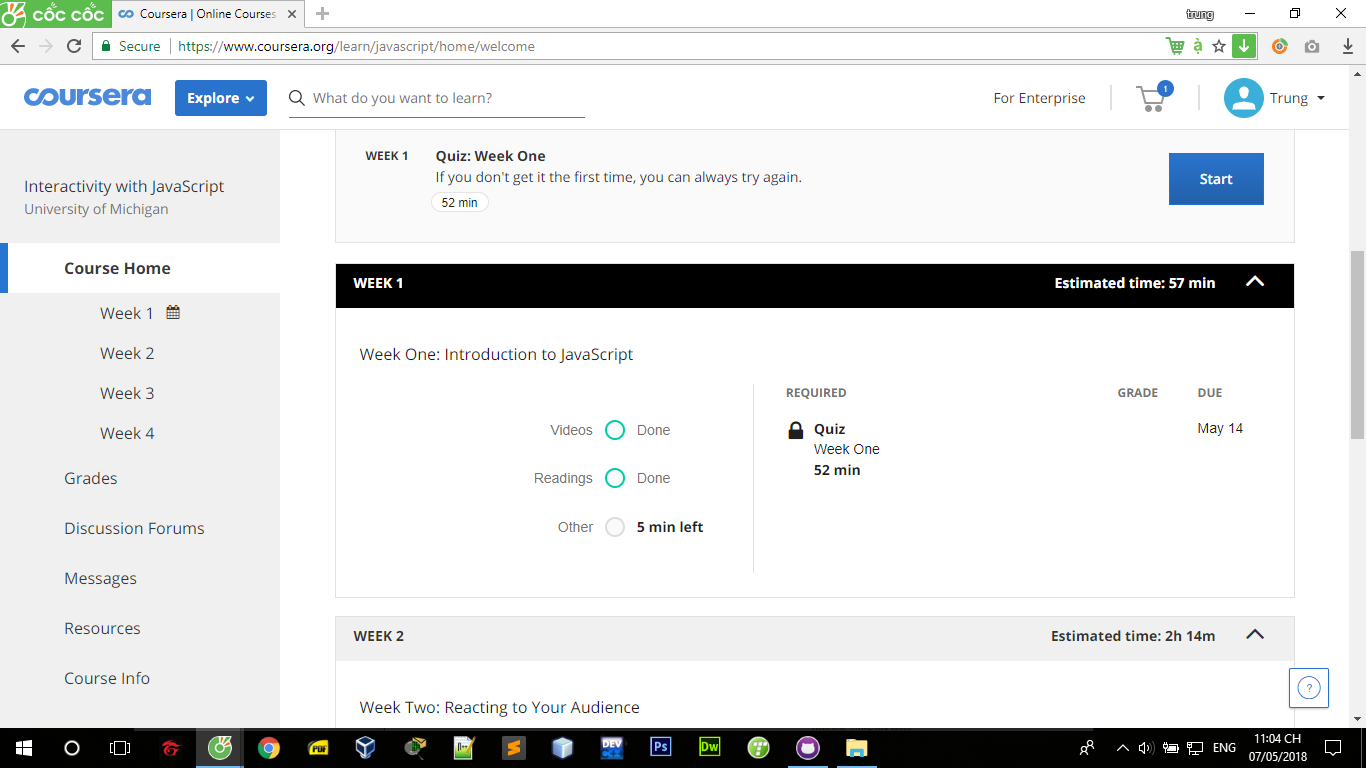 cốc cốc
Coursera | Online Courses
trung
Secure
https://www.coursera.org/learn/javascript/home/welcome
coursera
Explore
What do you want to learn?
For Enterprise
1
Trung
Interactivity with JavaScript
University of Michigan
Course Home
Week 1
Week 2
Week 3
Week 4
Grades
Discussion Forums
Messages
Resources
Course Info
WEEK 1
Quiz: Week One
If you don't get it the first time, you can always try again.
52 min
Start
WEEK 1
Estimated time: 57 min
Week One: Introduction to JavaScript
Videos
Done
Readings
Done
Other
5 min left
REQUIRED
GRADE
DUE
Quiz
Week One
52 min
May 14
WEEK 2
Estimated time: 2h 14m
Week Two: Reacting to Your Audience
?
PDF
DEV
C++
Ps
Dw
ENG
11:04 CH
07/05/2018